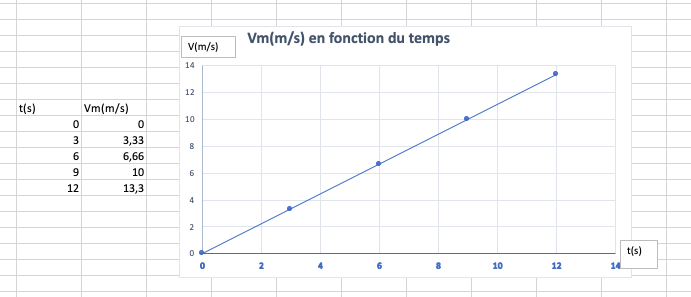 t(s) Vm(m/s)
0 0
3 3,33
6 6,66
9 10
12 13,3
Vm(m/s) en fonction du temps
V(m/s)
14
12
10
8
6
4
2
0
0 2 4 6 8 10 12 14
t(s)